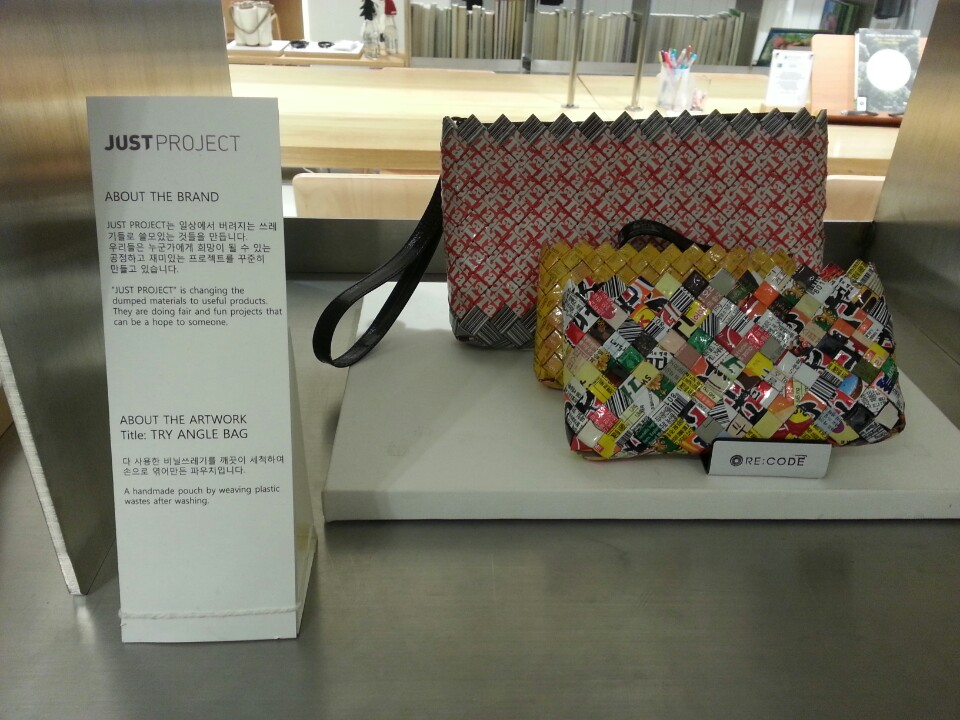 JUST PROJECT
ABOUT THE BRAND
JUST PROJECT는 일상에서 버려지는 쓰레
기들로 쓸모있는 것들을 만듭니다.
우리들은 누군가에게 희망이 될 수 있는
공정하고 재미있는 프로젝트를 꾸준히
만들고 있습니다.
"JUST PROJECT" is changing the
dumped materials to useful products.
They are doing fair and fun projects that
can be a hope to someone.
ABOUT THE ARTWORK
Title: TRY ANGLE BAG
다 사용한 비닐쓰레기를 깨끗이 세척하여
손으로 엮어만든 파우치입니다.
A handmade pouch by weaving plastic
wastes after washing.
RE:CODE